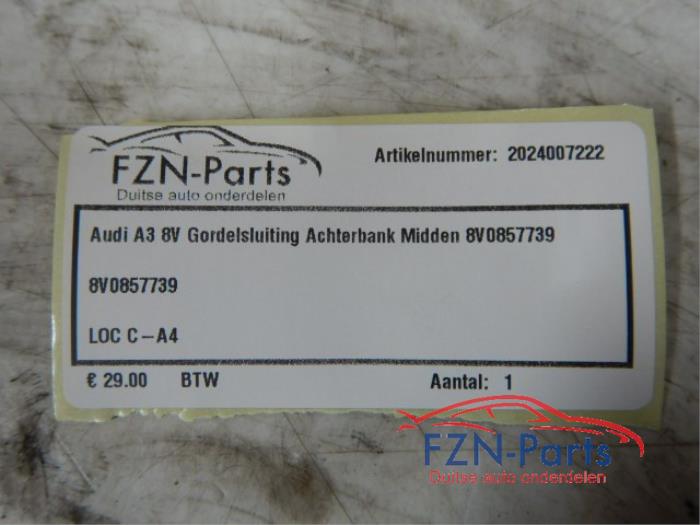 FZN-Parts
Duitse auto onderdelen
Artikelnummer: 2024007222
Audi A3 8V Gordelsluiting Achterbank Midden 8V0857739
8V0857739
LOC C-A4
€ 29.00 BTW Aantal: 1
FZN-Parts
Duitse auto onderdelen